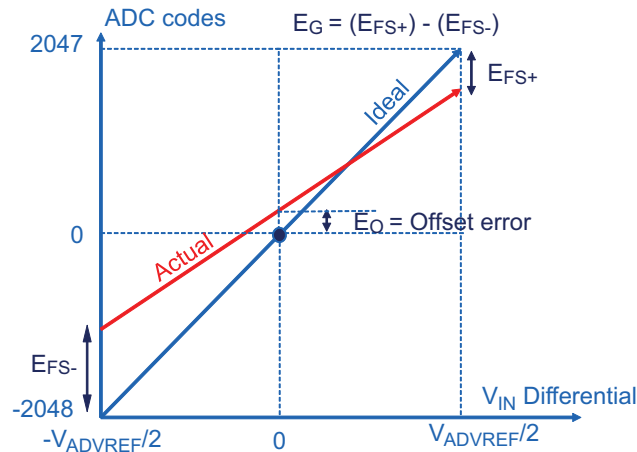 ADC codes
2047
E_G = (E_FS+) - (E_FS-)
E_FS+
Ideal
0
E_O = Offset error
Actual
E_FS-
-2048
V_IN Differential
-V_ADVREF/2
0
V_ADVREF/2